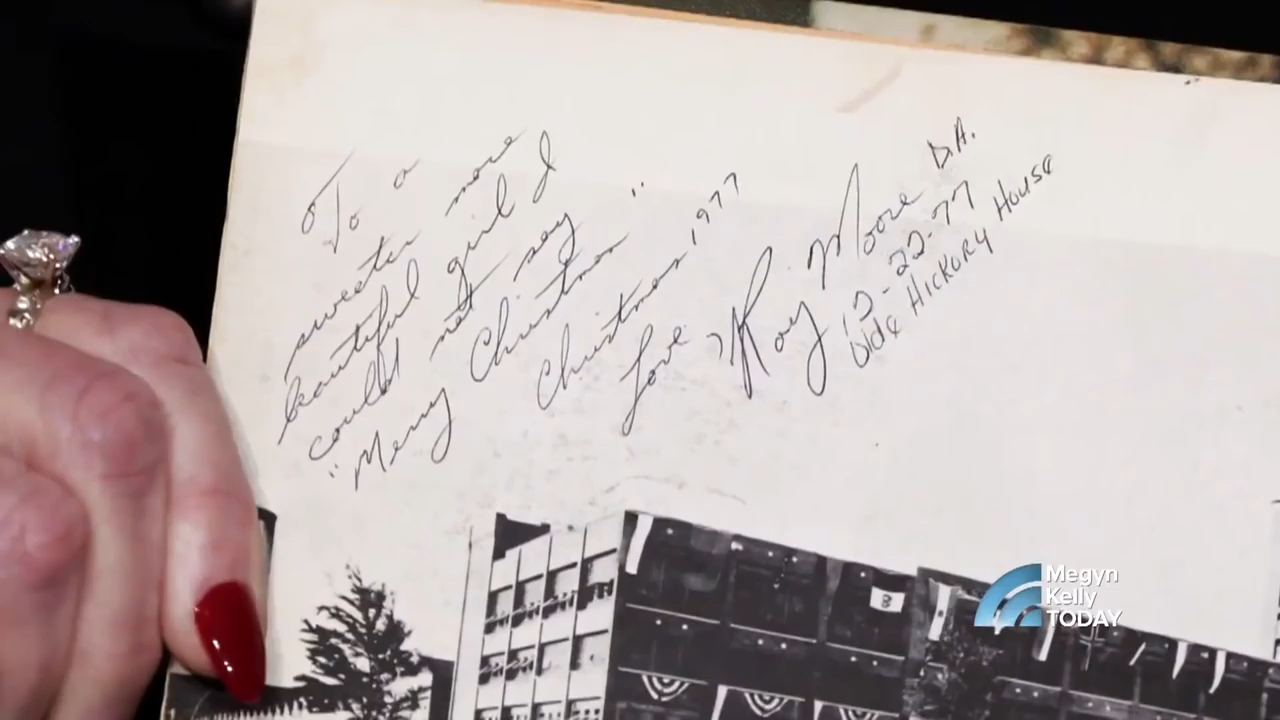 To a more
sweeter
beautiful girl I
could not say
"Merry Christmas"
Christmas 1977
Love, Roy Moore D.A.
12-22-77
Olde Hickory House
Megyn
Kelly
TODAY